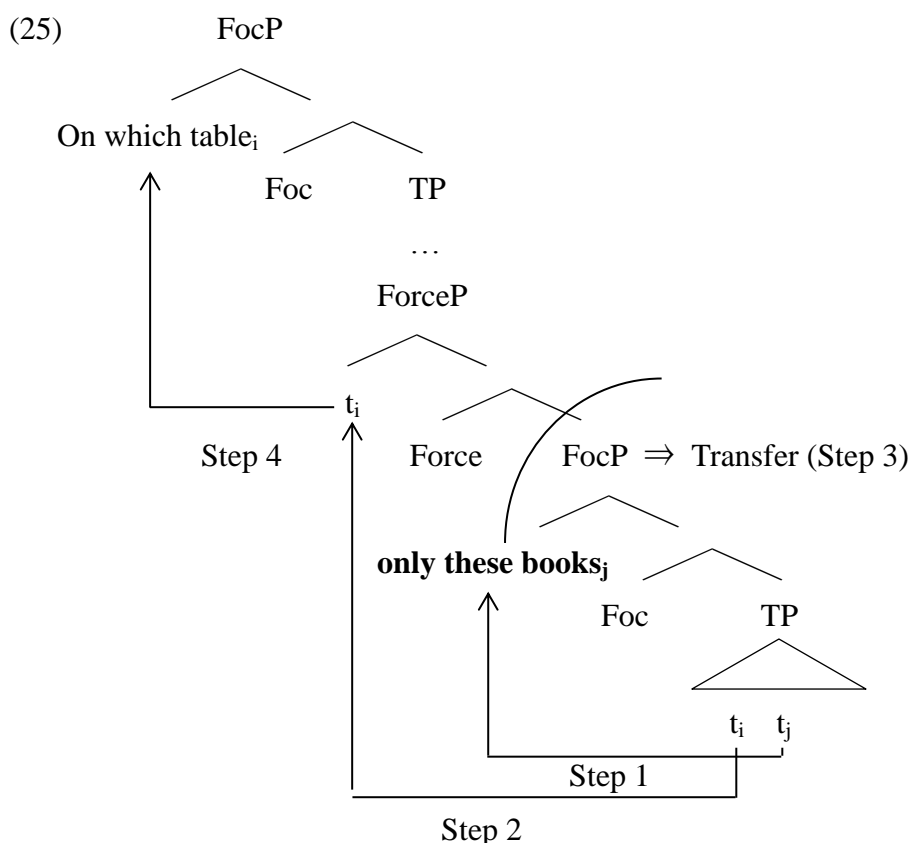 (25) FocP
On which tableᵢ
Foc TP
…
ForceP
tᵢ
Step 4 Force FocP ⇒ Transfer (Step 3)
only these booksⱼ
Foc TP
tᵢ tⱼ
Step 1
Step 2